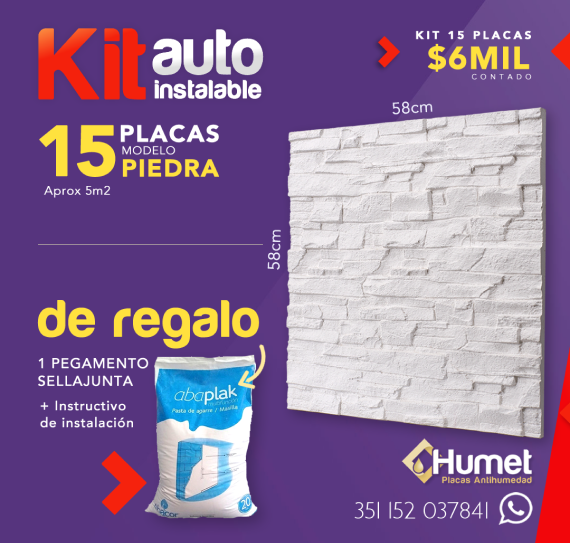 Kit auto
instalable
15 PLACAS
MODELO
PIEDRA
Aprox 5m2
KIT 15 PLACAS
$6MIL
CONTADO
58cm
58cm
de regalo
1 PEGAMENTO
SELLAJUNTA
+ Instructivo
de instalación
abaplak
Pasta de agarre / Masilla
20
Humet
Placas Antihumedad
351 152 037841